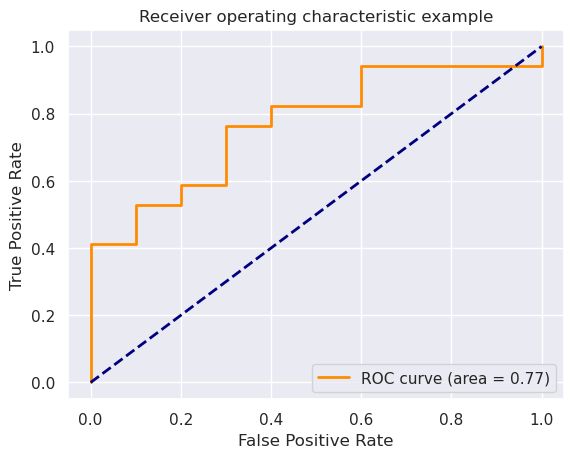 Receiver operating characteristic example
True Positive Rate
1.0
0.8
0.6
0.4
0.2
0.0
ROC curve (area = 0.77)
0.0 0.2 0.4 0.6 0.8 1.0
False Positive Rate